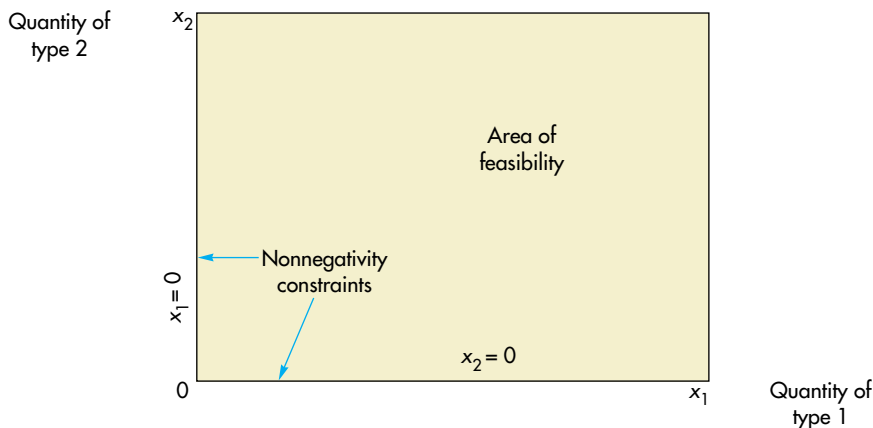 Quantity of
type 2
x₂
Area of
feasibility
Nonnegativity
constraints
x₁ = 0
x₂ = 0
0
x₁
Quantity of
type 1